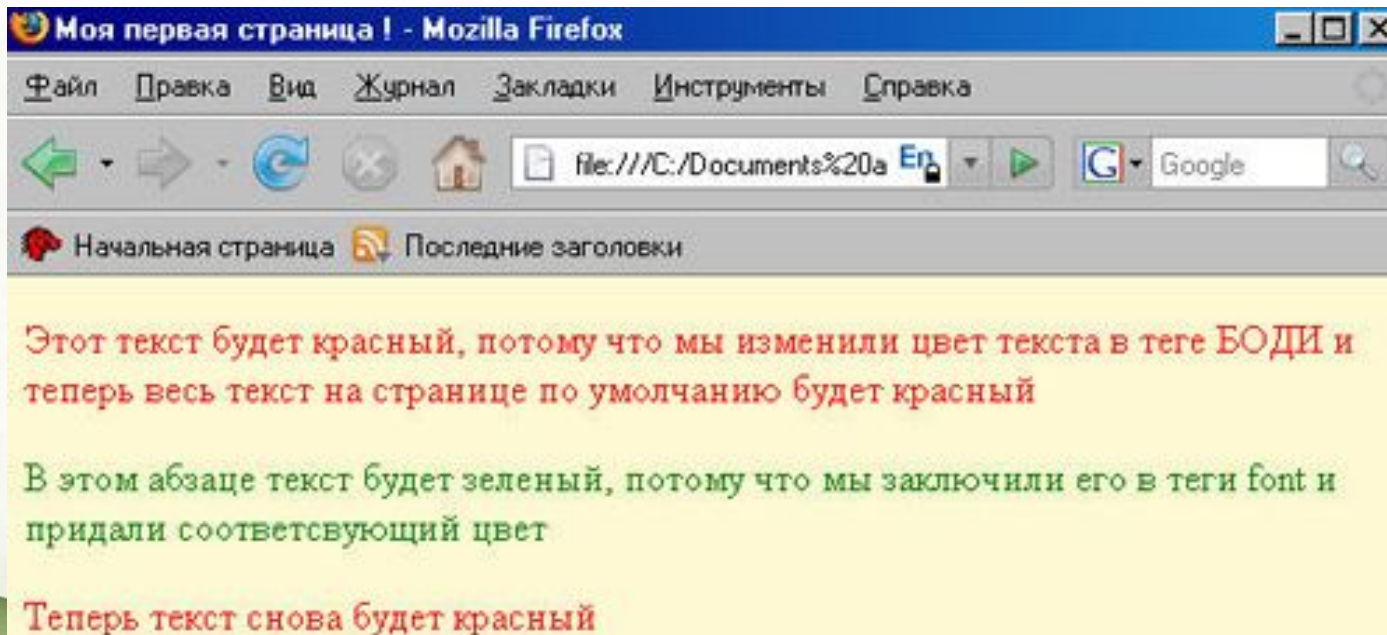 Моя первая страница ! - Mozilla Firefox
Файл Правка Вид Журнал Закладки Инструменты Справка
file:///C:/Documents%20a En G Google
Начальная страница Последние заголовки
Этот текст будет красный, потому что мы изменили цвет текста в теге БОДИ и
теперь весь текст на странице по умолчанию будет красный
В этом абзаце текст будет зеленый, потому что мы заключили его в теги font и
придали соответсвующий цвет
Теперь текст снова будет красный